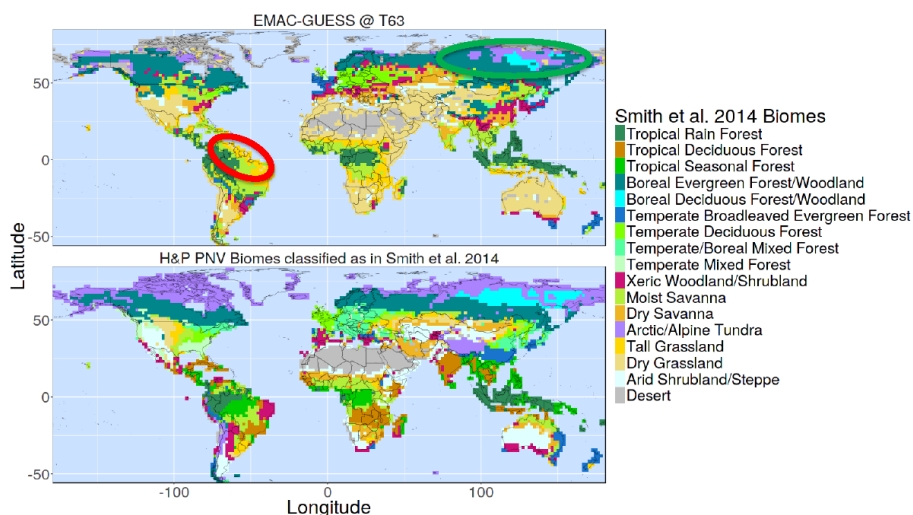 EMAC-GUESS @ T63
50
0
-50
H&P PNV Biomes classified as in Smith et al. 2014
50
0
-50
-100
0
100
Latitude
Longitude
Smith et al. 2014 Biomes
Tropical Rain Forest
Tropical Deciduous Forest
Tropical Seasonal Forest
Boreal Evergreen Forest/Woodland
Boreal Deciduous Forest/Woodland
Temperate Broadleaved Evergreen Forest
Temperate Deciduous Forest
Temperate/Boreal Mixed Forest
Temperate Mixed Forest
Xeric Woodland/Shrubland
Moist Savanna
Dry Savanna
Arctic/Alpine Tundra
Tall Grassland
Dry Grassland
Arid Shrubland/Steppe
Desert